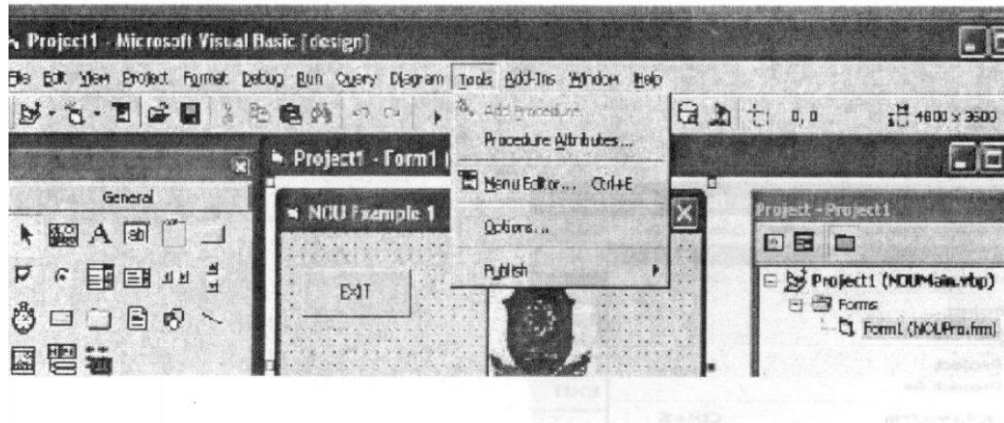 Project1 - Microsoft Visual Basic [design]
File Edit View Project Format Debug Run Query Diagram Tools Add-Ins Window Help
0, 0
4800 x 3600
Add Procedure...
Procedure Attributes...
Menu Editor... Ctrl+E
Options...
Publish
General
Project1 - Form1 (
NOU Example 1
EXIT
Project - Project1
Project1 (NOUMain.vbp)
Forms
Form1 (NOUPro.frm)